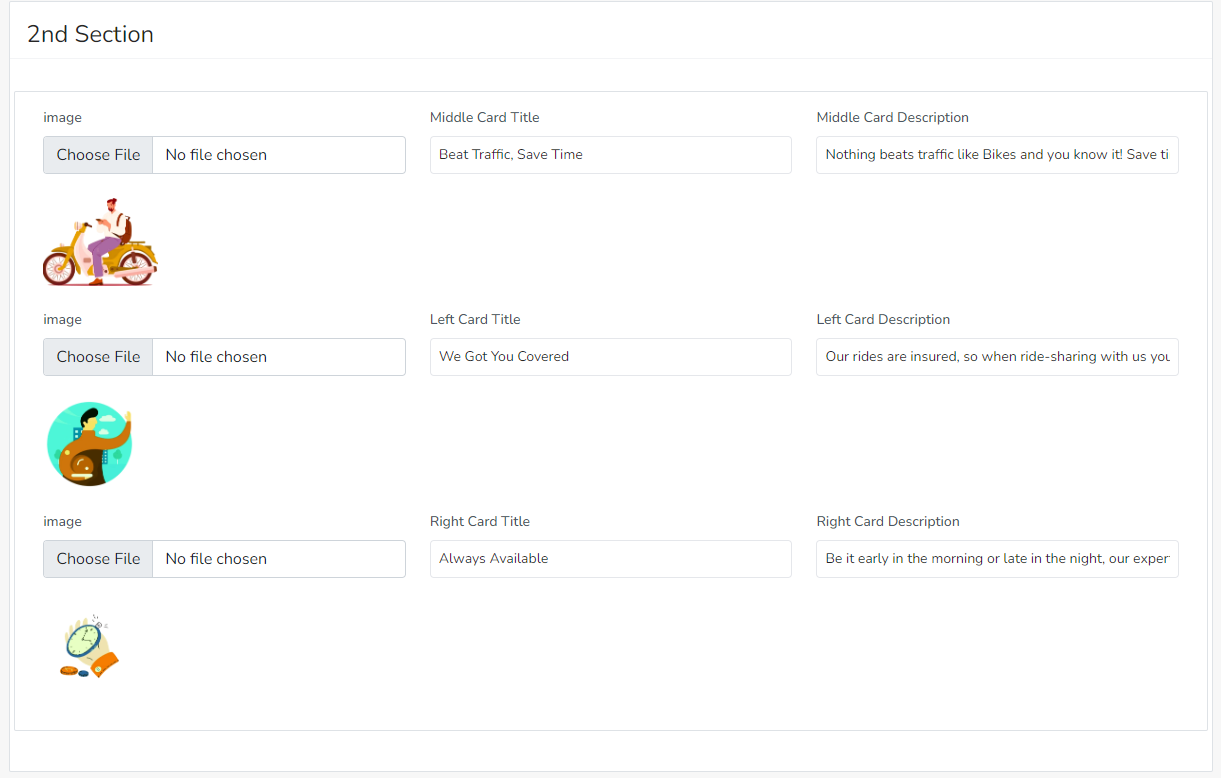 2nd Section
image Middle Card Title Middle Card Description
Choose File No file chosen Beat Traffic, Save Time Nothing beats traffic like Bikes and you know it! Save ti
image Left Card Title Left Card Description
Choose File No file chosen We Got You Covered Our rides are insured, so when ride-sharing with us you
image Right Card Title Right Card Description
Choose File No file chosen Always Available Be it early in the morning or late in the night, our exper